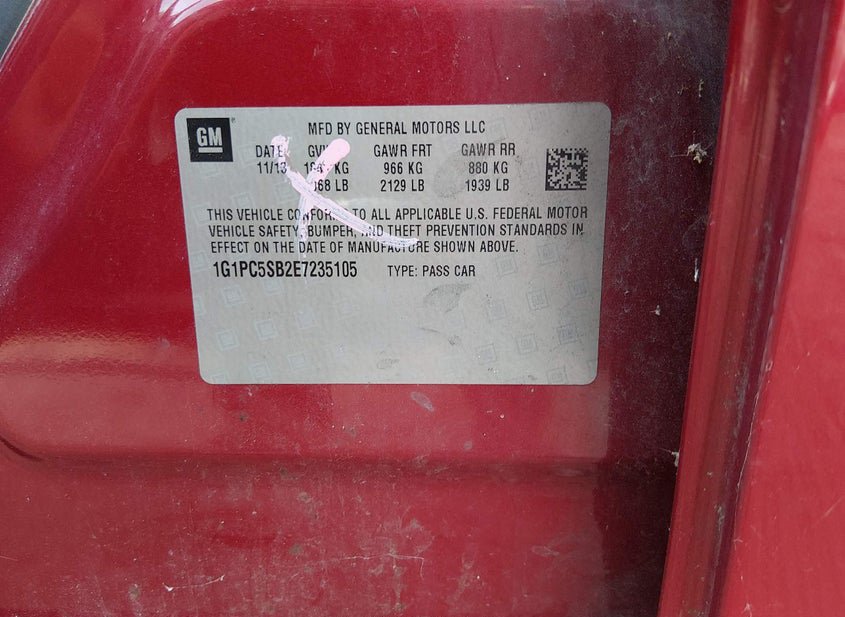 GM
MFD BY GENERAL MOTORS LLC
DATE GAWR FRT GAWR RR
11/13 KG 966 KG 880 KG
LB 2129 LB 1939 LB
THIS VEHICLE CONFORMS TO ALL APPLICABLE U.S. FEDERAL MOTOR
VEHICLE SAFETY, BUMPER, AND THEFT PREVENTION STANDARDS IN
EFFECT ON THE DATE OF MANUFACTURE SHOWN ABOVE.
1G1PC5SB2E7235105 TYPE: PASS CAR